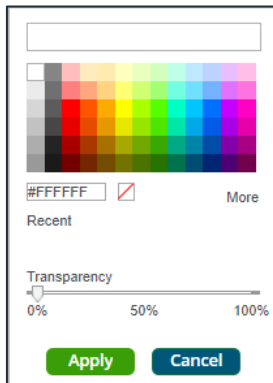 #FFFFFF
More
Recent
Transparency
0% 50% 100%
Apply Cancel